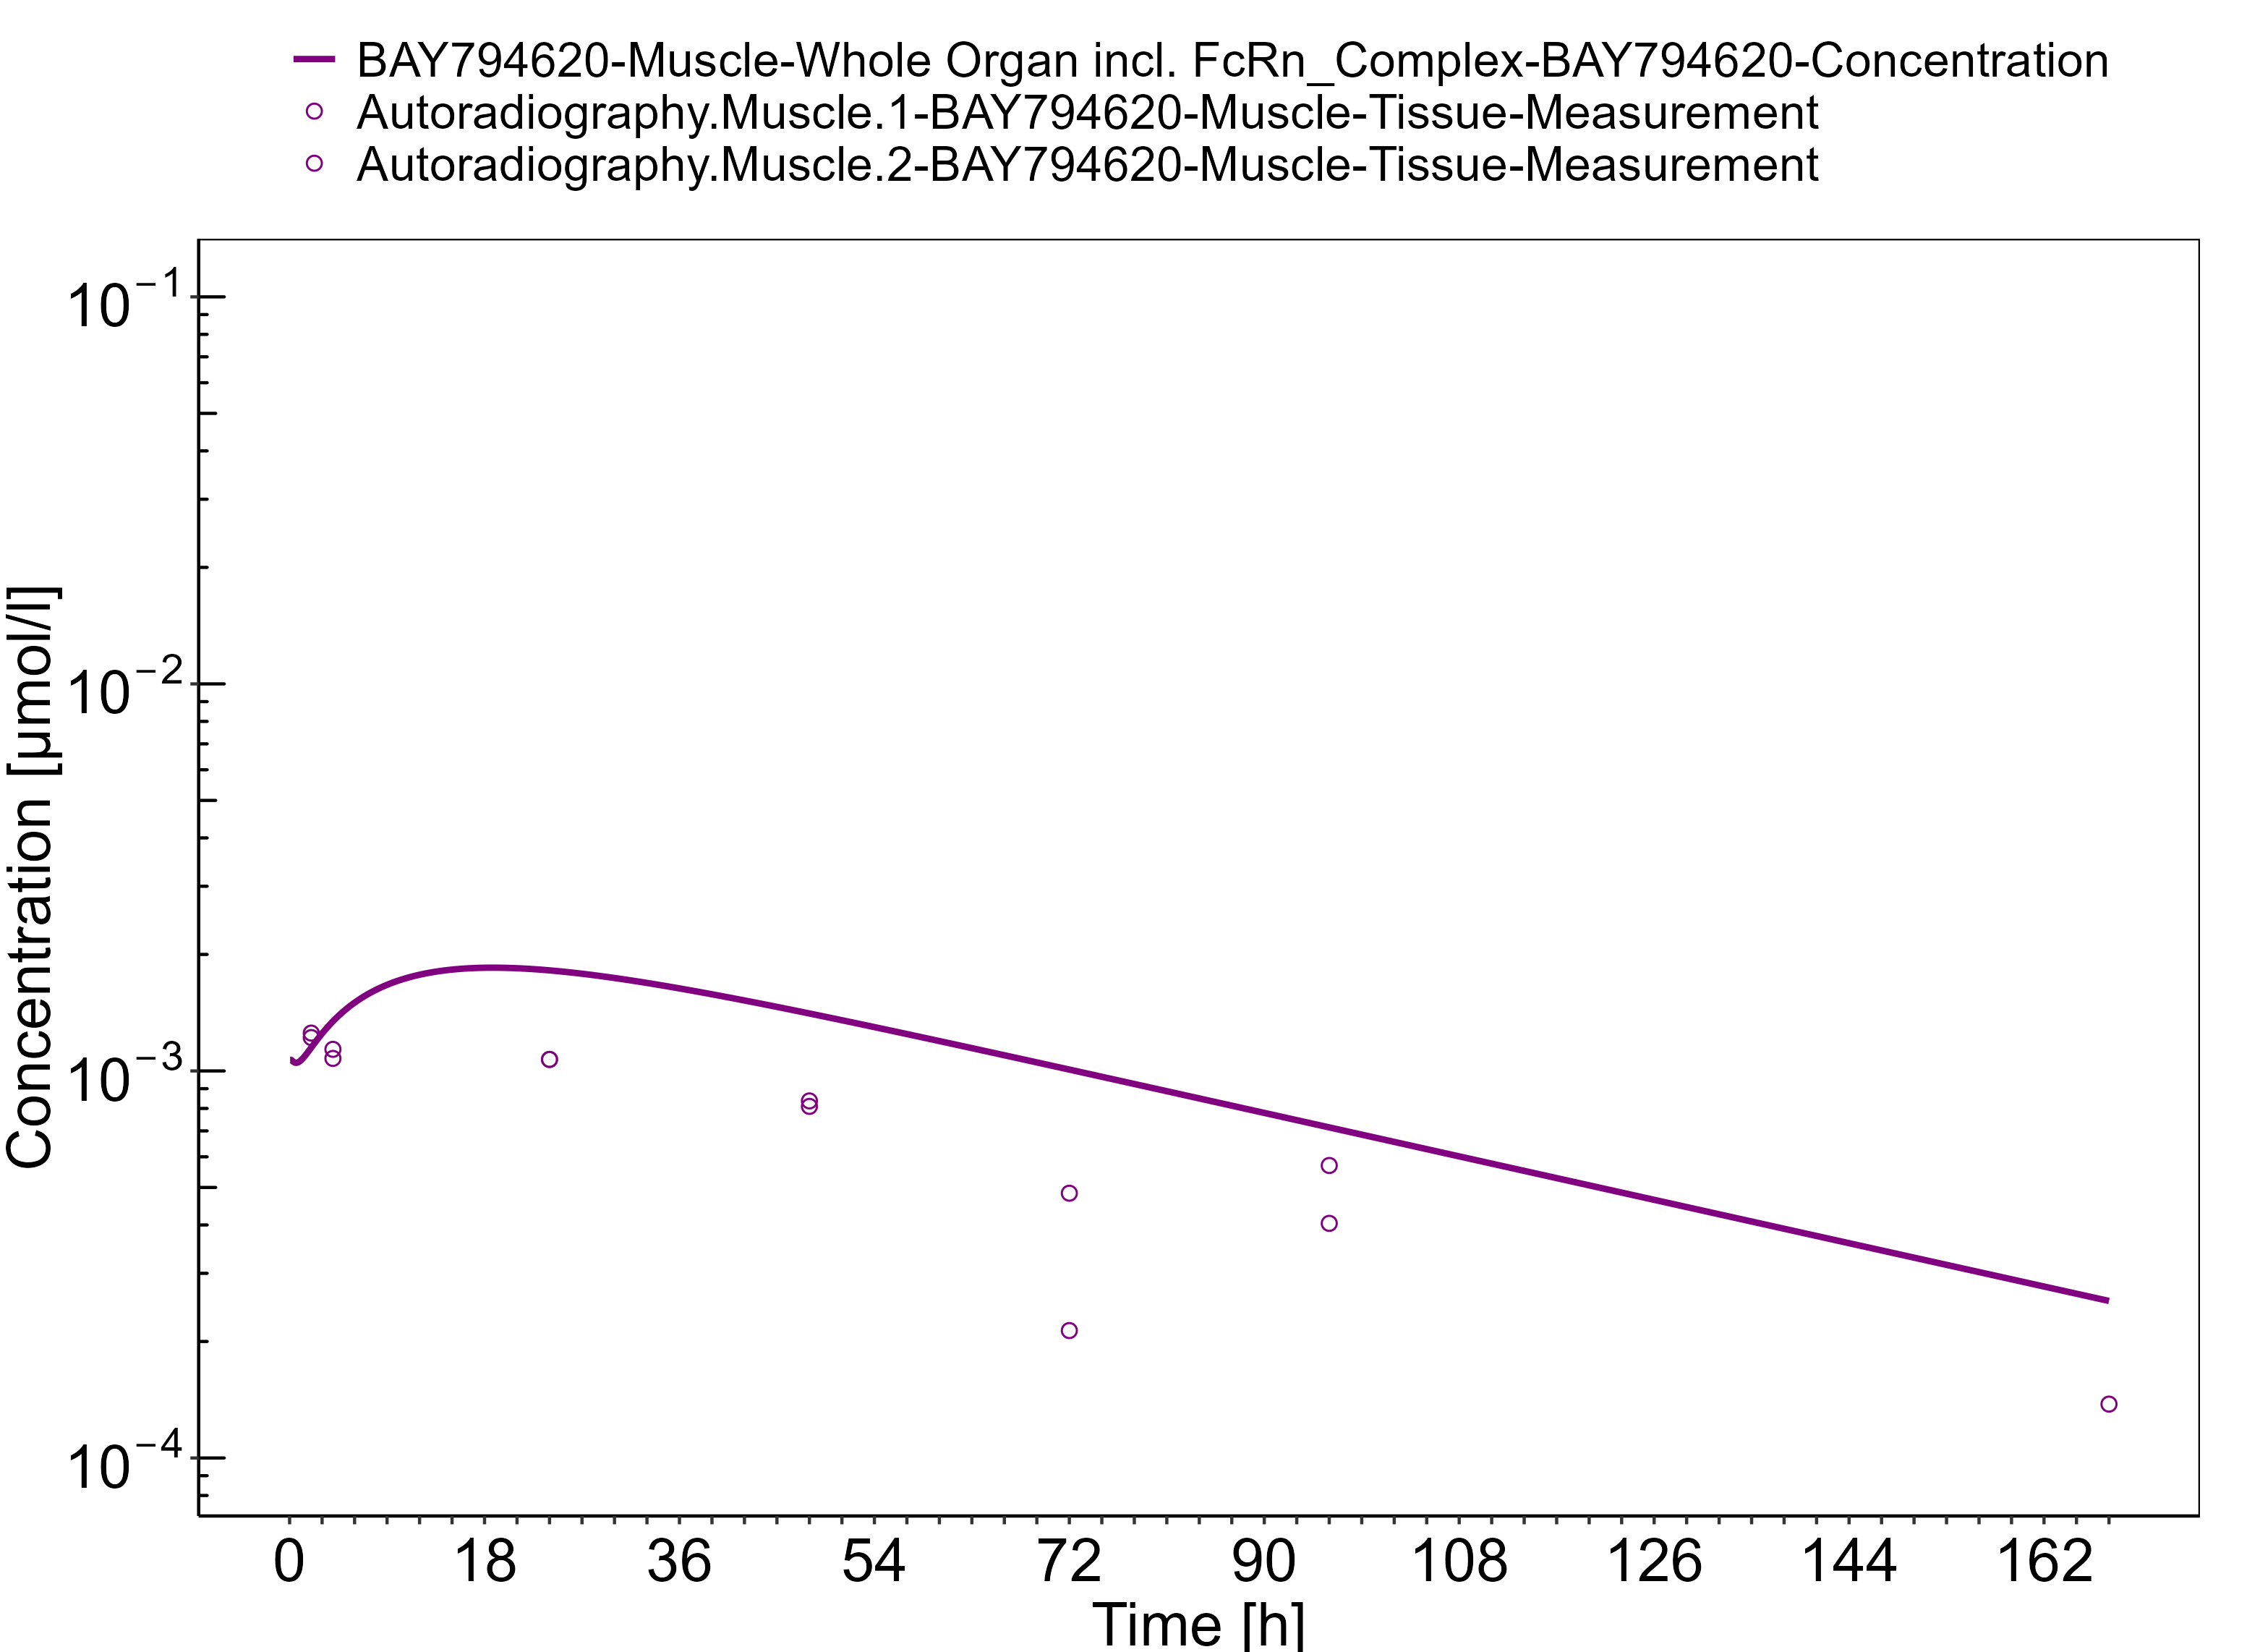 BAY794620-Muscle-Whole Organ incl. FcRn_Complex-BAY794620-Concentration
Autoradiography.Muscle.1-BAY794620-Muscle-Tissue-Measurement
Autoradiography.Muscle.2-BAY794620-Muscle-Tissue-Measurement
10−1
10−2
10−3
10−4
Concentration [µmol/l]
0 18 36 54 72 90 108 126 144 162
Time [h]